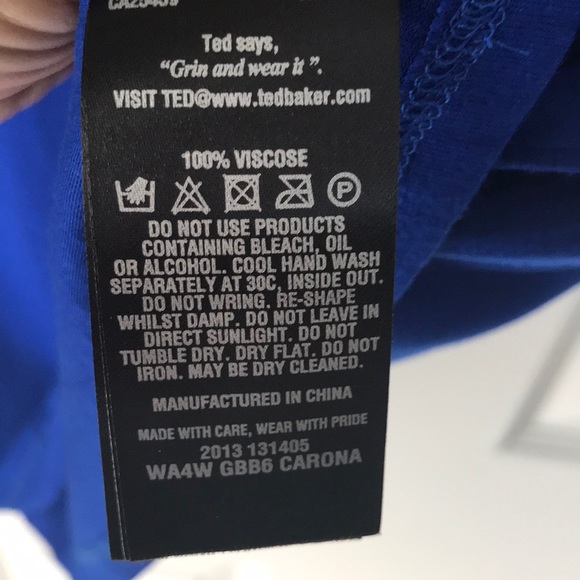 Ted says,
“Grin and wear it ”.
VISIT TED@www.tedbaker.com
100% VISCOSE
P
DO NOT USE PRODUCTS
CONTAINING BLEACH, OIL
OR ALCOHOL. COOL HAND WASH
SEPARATELY AT 30C, INSIDE OUT.
DO NOT WRING. RE-SHAPE
WHILST DAMP. DO NOT LEAVE IN
DIRECT SUNLIGHT. DO NOT
TUMBLE DRY. DRY FLAT. DO NOT
IRON. MAY BE DRY CLEANED.
MANUFACTURED IN CHINA
MADE WITH CARE, WEAR WITH PRIDE
2013 131405
WA4W GBB6 CARONA